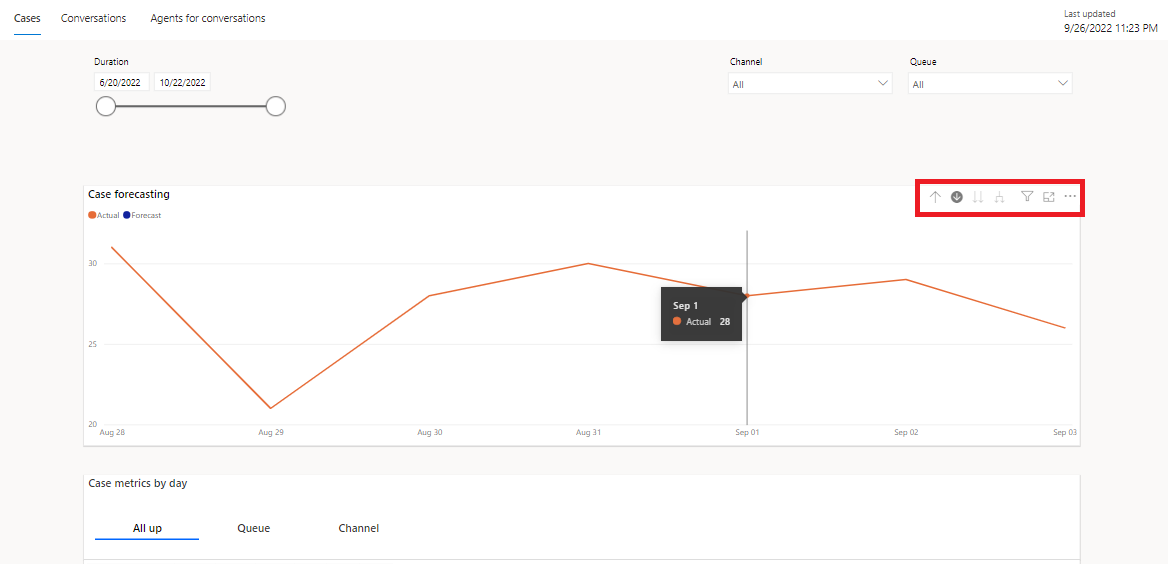 Cases Conversations Agents for conversations
Last updated
9/26/2022 11:23 PM
Duration
6/20/2022 10/22/2022
Channel
All
Queue
All
Case forecasting
Actual Forecast
30
25
20
Sep 1
Actual 28
Aug 28 Aug 29 Aug 30 Aug 31 Sep 01 Sep 02 Sep 03
Case metrics by day
All up Queue Channel